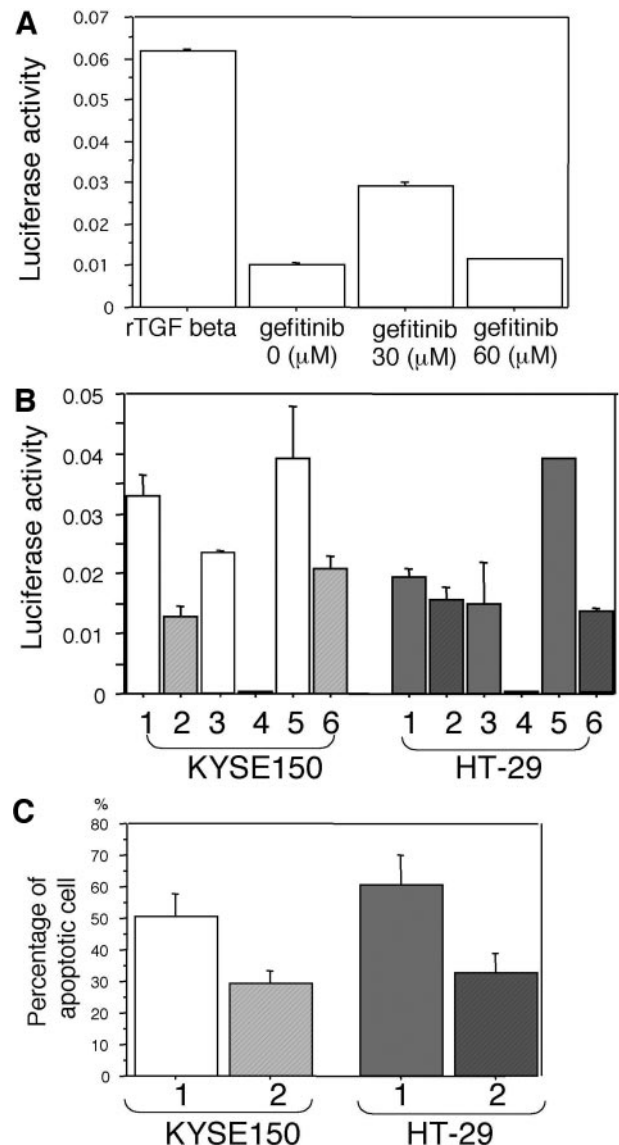 A
Luciferase activity
0.07
0.06
0.05
0.04
0.03
0.02
0.01
0
rTGF beta gefitinib gefitinib gefitinib
0 (μM) 30 (μM) 60 (μM)
B
Luciferase activity
0.05
0.04
0.03
0.02
0.01
0
1 2 3 4 5 6 1 2 3 4 5 6
KYSE150 HT-29
C
Percentage of
apoptotic cell
%
80
70
60
50
40
30
20
10
0
1 2 1 2
KYSE150 HT-29